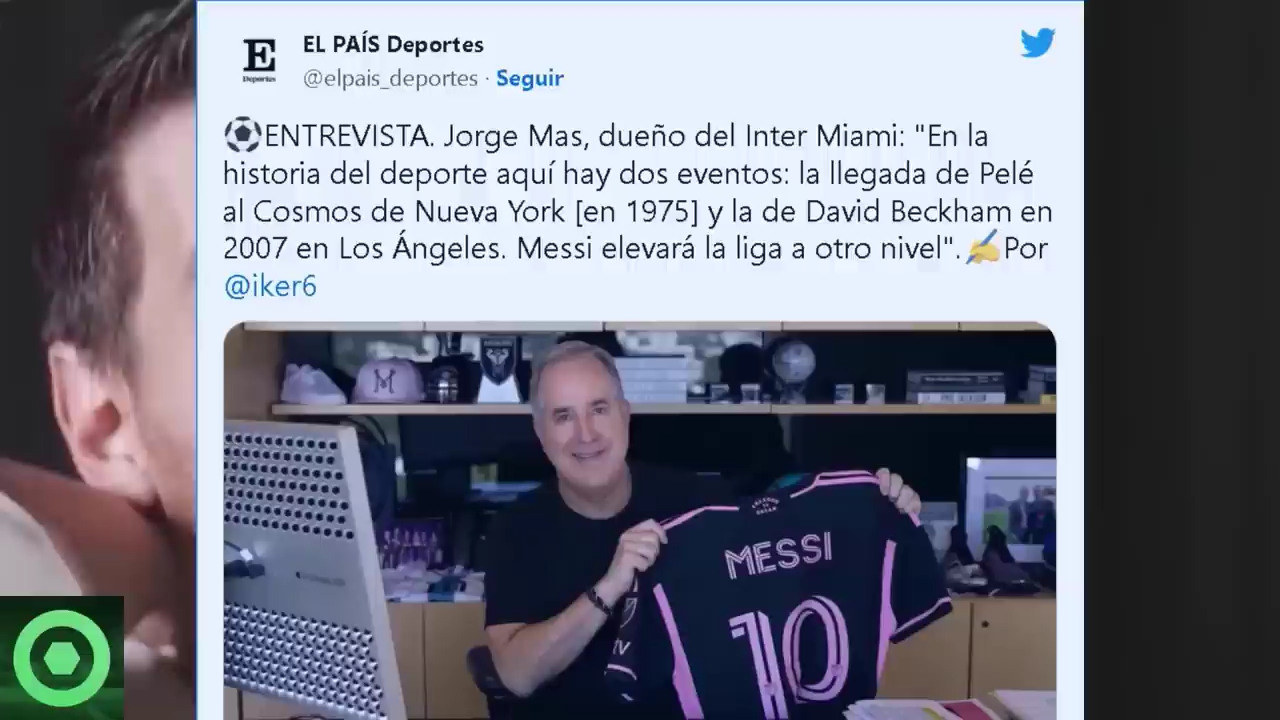 EL PAÍS Deportes
@elpais_deportes · Seguir
E
Deportes
⚽ENTREVISTA. Jorge Mas, dueño del Inter Miami: "En la
historia del deporte aquí hay dos eventos: la llegada de Pelé
al Cosmos de Nueva York [en 1975] y la de David Beckham en
2007 en Los Ángeles. Messi elevará la liga a otro nivel". ✍️Por
@iker6
M
MESSI
10